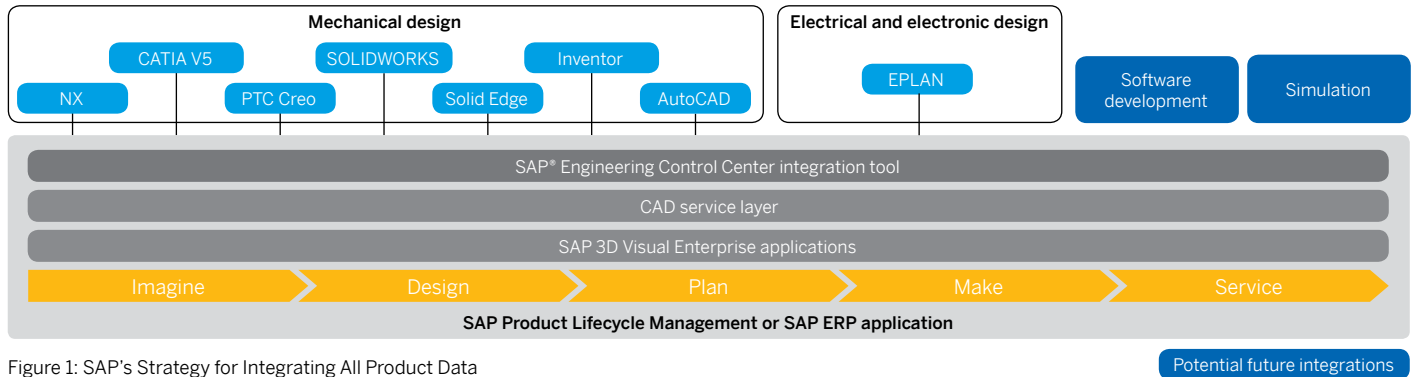 Mechanical design
CATIA V5
SOLIDWORKS
Inventor
NX
PTC Creo
Solid Edge
AutoCAD
Electrical and electronic design
EPLAN
Software
development
Simulation
SAP® Engineering Control Center integration tool
CAD service layer
SAP 3D Visual Enterprise applications
Imagine
Design
Plan
Make
Service
SAP Product Lifecycle Management or SAP ERP application
Figure 1: SAP's Strategy for Integrating All Product Data
Potential future integrations